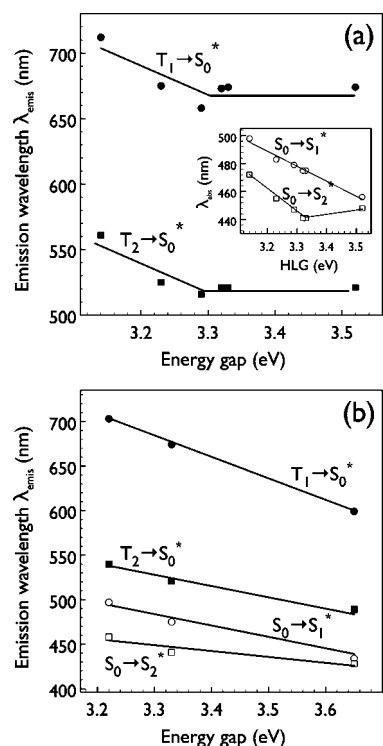 (a)
Emission wavelength λemis (nm)
700
650
600
550
500
T1→S0*
T2→S0*
λabs (nm)
500
480
460
440
S0→S1*
S0→S2*
3.2 3.3 3.4 3.5
HLG (eV)
3.2 3.3 3.4 3.5
Energy gap (eV)
(b)
Emission wavelength λemis (nm)
700
650
600
550
500
450
400
T1→S0*
T2→S0*
S0→S1*
S0→S2*
3.2 3.3 3.4 3.5 3.6
Energy gap (eV)